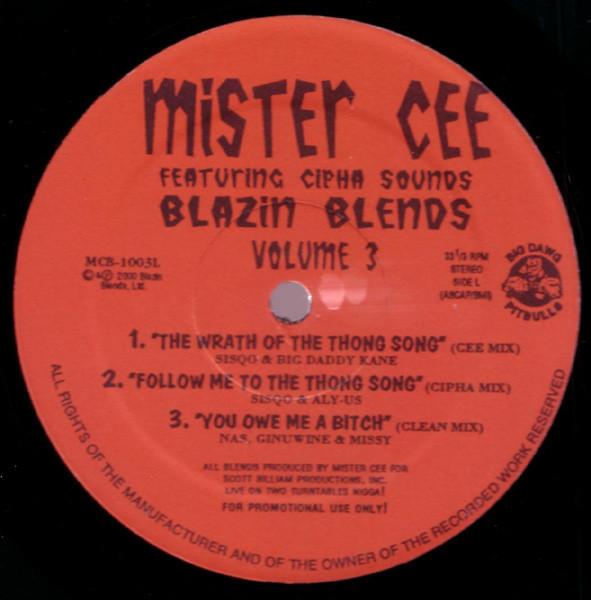 MISTER CEE
FEATURING CIPHA SOUNDS
BLAZIN BLENDS
VOLUME 3
MCB-1003L
©℗ 2000 Blazin
Blends, Ltd.
33 1/3 RPM
STEREO
SIDE L
(ASCAP/BMI)
BIG DAWG
PITBULLS
1. "THE WRATH OF THE THONG SONG" (CEE MIX)
SISQO & BIG DADDY KANE
2. "FOLLOW ME TO THE THONG SONG" (CIPHA MIX)
SISQO & ALY-US
3. "YOU OWE ME A BITCH" (CLEAN MIX)
NAS, GINUWINE & MISSY
ALL BLENDS PRODUCED BY MISTER CEE FOR
SCOTT BILLIAM PRODUCTIONS, INC.
LIVE ON TWO TURNTABLES NIGGA!
FOR PROMOTIONAL USE ONLY!
ALL RIGHTS OF THE MANUFACTURER AND OF THE OWNER OF THE RECORDED WORK RESERVED